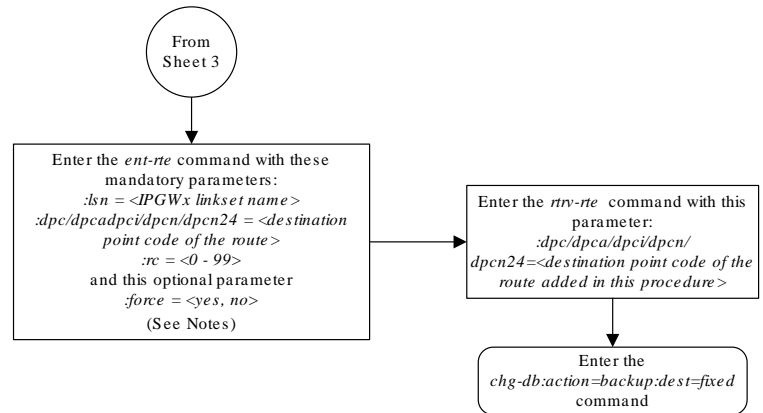 From
Sheet 3
Enter the ent-rte command with these
mandatory parameters:
:lsn = <IPGWx linkset name>
:dpc/dpcadpci/dpcn/dpcn24 = <destination
point code of the route>
:rc = <0 - 99>
and this optional parameter
:force = <yes, no>
(See Notes)
Enter the rtrv-rte command with this
parameter:
:dpc/dpca/dpci/dpcn/
dpcn24=<destination point code of the
route added in this procedure>
Enter the
chg-db:action=backup:dest=fixed
command